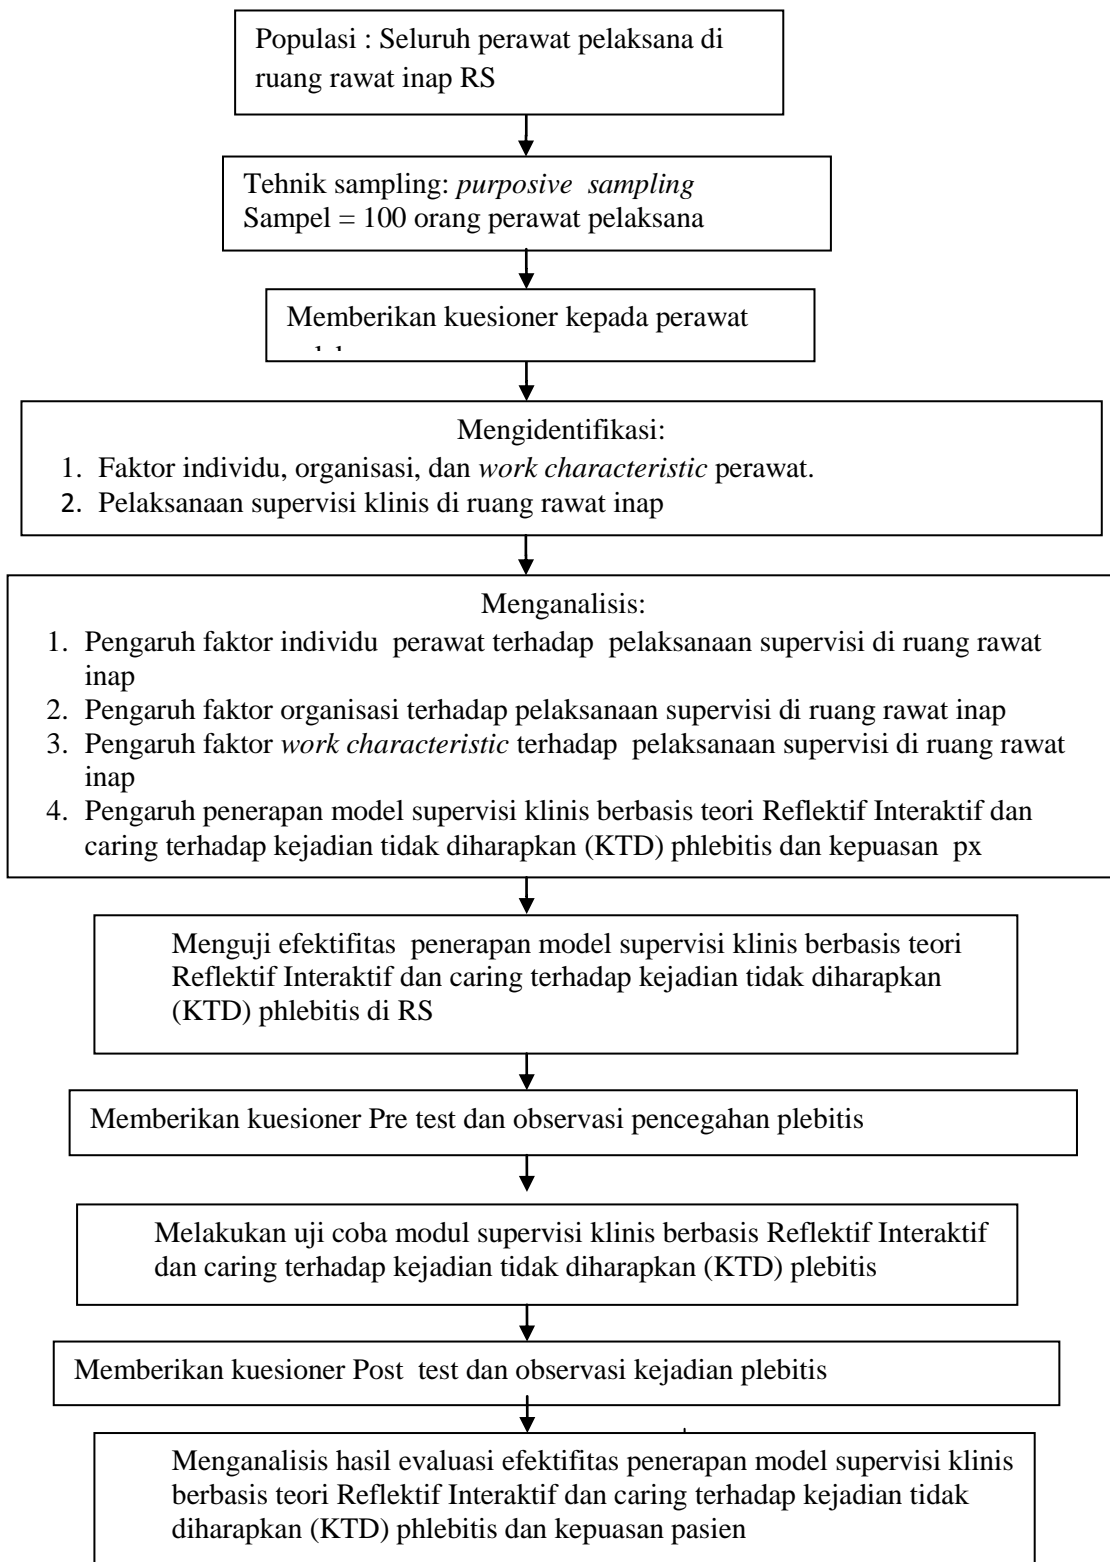 Populasi : Seluruh perawat pelaksana di
ruang rawat inap RS
Tehnik sampling: purposive sampling
Sampel = 100 orang perawat pelaksana
Memberikan kuesioner kepada perawat
Mengidentifikasi:
1. Faktor individu, organisasi, dan work characteristic perawat.
2. Pelaksanaan supervisi klinis di ruang rawat inap
Menganalisis:
1. Pengaruh faktor individu perawat terhadap pelaksanaan supervisi di ruang rawat
inap
2. Pengaruh faktor organisasi terhadap pelaksanaan supervisi di ruang rawat inap
3. Pengaruh faktor work characteristic terhadap pelaksanaan supervisi di ruang rawat
inap
4. Pengaruh penerapan model supervisi klinis berbasis teori Reflektif Interaktif dan
caring terhadap kejadian tidak diharapkan (KTD) phlebitis dan kepuasan px
Menguji efektifitas penerapan model supervisi klinis berbasis teori
Reflektif Interaktif dan caring terhadap kejadian tidak diharapkan
(KTD) phlebitis di RS
Memberikan kuesioner Pre test dan observasi pencegahan plebitis
Melakukan uji coba modul supervisi klinis berbasis Reflektif Interaktif
dan caring terhadap kejadian tidak diharapkan (KTD) plebitis
Memberikan kuesioner Post test dan observasi kejadian plebitis
Menganalisis hasil evaluasi efektifitas penerapan model supervisi klinis
berbasis teori Reflektif Interaktif dan caring terhadap kejadian tidak
diharapkan (KTD) phlebitis dan kepuasan pasien